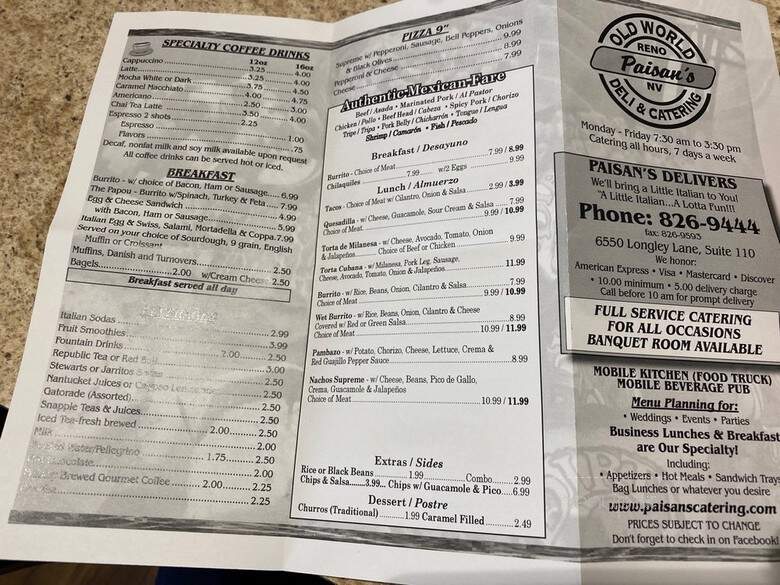 SPECIALTY COFFEE DRINKS
12oz 16oz
Cappuccino 3.25 4.00
Latte 3.25 4.00
Mocha White or Dark 3.75 4.50
Caramel Macchiato 4.00 4.75
Americano 2.50 3.00
Chai Tea Latte 3.50 4.00
Espresso 2 shots 2.25
Espresso 1.00
Flavors .75
Decaf, nonfat milk and soy milk available upon request
All coffee drinks can be served hot or iced.
BREAKFAST
Burrito - w/ choice of Bacon, Ham or Sausage 6.99
The Papou - Burrito w/Spinach, Turkey & Feta 7.99
Egg & Cheese Sandwich 4.99
with Bacon, Ham or Sausage 5.99
Italian Egg & Swiss, Salami, Mortadella & Coppa. 7.99
Served on your choice of Sourdough, 9 grain, English
Muffin or Croissant
Muffins, Danish and Turnovers 2.50
Bagels 2.00 w/Cream Cheese 2.50
Breakfast served all day
Italian Sodas 2.99
Fruit Smoothies 3.99
Fountain Drinks 2.00 2.50
Republic Tea or Red 3.00
Stewarts or Jarritos 2.50
Nantucket Juices or 2.50
Gatorade (Assorted) 2.50
Snapple Teas & Juices 2.50
Iced Tea-fresh brewed 2.00 2.50
Milk 2.50
Water/Pellegrino 1.75 2.50
2.00
Brewed Gourmet Coffee 2.00 2.25
2.25
PIZZA 9"
Supreme w/ Pepperoni, Sausage, Bell Peppers, Onions
& Black Olives 9.99
Pepperoni & Cheese 8.99
Cheese 7.99
Authentic Mexican Fare
Beef / Asada • Marinated Pork / Al Pastor
Chicken / Pollo • Beef Head / Cabeza • Spicy Pork / Chorizo
Tripe / Tripa • Pork Belly / Chicharrón • Tongue / Lengua
Shrimp / Camarón • Fish / Pescado
Breakfast / Desayuno
Burrito - Choice of Meat 7.99 / 8.99
Chilaquiles 7.99 w/2 Eggs 9.99
Lunch / Almuerzo
Tacos - Choice of Meat w/ Cilantro, Onion & Salsa 2.99 / 3.99
Quesadilla - w/ Cheese, Guacamole, Sour Cream & Salsa 7.99
Choice of Meat 9.99 / 10.99
Torta de Milanesa - w/ Cheese, Avocado, Tomato, Onion
& Jalapeños Choice of Beef or Chicken 9.99
Torta Cubana - w/ Milanesa, Pork Leg, Sausage, 11.99
Cheese, Avocado, Tomato, Onion & Jalapeños
Burrito - w/ Rice, Beans, Onion, Cilantro & Salsa 7.99
Choice of Meat 9.99 / 10.99
Wet Burrito - w/ Rice, Beans, Onion, Cilantro & Cheese
Covered w/ Red or Green Salsa 8.99
Choice of Meat 10.99 / 11.99
Pambazo - w/ Potato, Chorizo, Cheese, Lettuce, Crema &
Red Guajillo Pepper Sauce 8.99
Nachos Supreme - w/ Cheese, Beans, Pico de Gallo,
Crema, Guacamole & Jalapeños
Choice of Meat 10.99 / 11.99
Extras / Sides
Rice or Black Beans 1.99 Combo 2.99
Chips & Salsa 3.99 Chips w/ Guacamole & Pico 6.99
Dessert / Postre
Churros (Traditional) 1.99 Caramel Filled 2.49
OLD WORLD
RENO
Paisan's
NV
DELI & CATERING
Monday - Friday 7:30 am to 3:30 pm
Catering all hours, 7 days a week
PAISAN'S DELIVERS
We'll bring a Little Italian to You!
"A Little Italian...A Lotta Fun!!!
Phone: 826-9444
fax: 826-9593
6550 Longley Lane, Suite 110
We honor:
American Express • Visa • Mastercard • Discover
• 10.00 minimum • 5.00 delivery charge
Call before 10 am for prompt delivery
FULL SERVICE CATERING
FOR ALL OCCASIONS
BANQUET ROOM AVAILABLE
MOBILE KITCHEN (FOOD TRUCK)
MOBILE BEVERAGE PUB
Menu Planning for:
• Weddings • Events • Parties
Business Lunches & Breakfast
are Our Specialty!
Including:
• Appetizers • Hot Meals • Sandwich Trays
Bag Lunches or whatever you desire
www.paisanscatering.com
PRICES SUBJECT TO CHANGE
Don't forget to check in on Facebook!